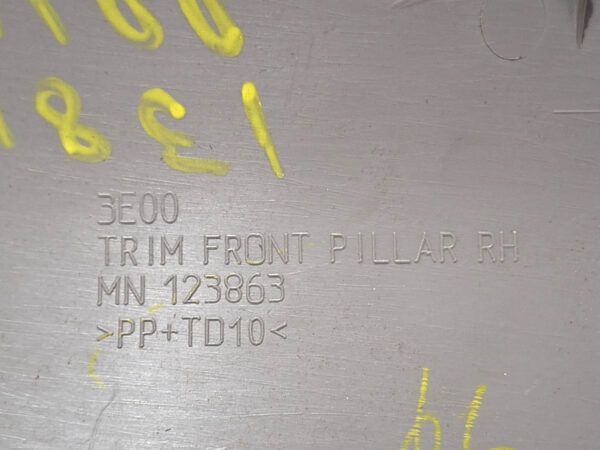 3E00
TRIM FRONT PILLAR RH
MN 123863
>PP+TD10<